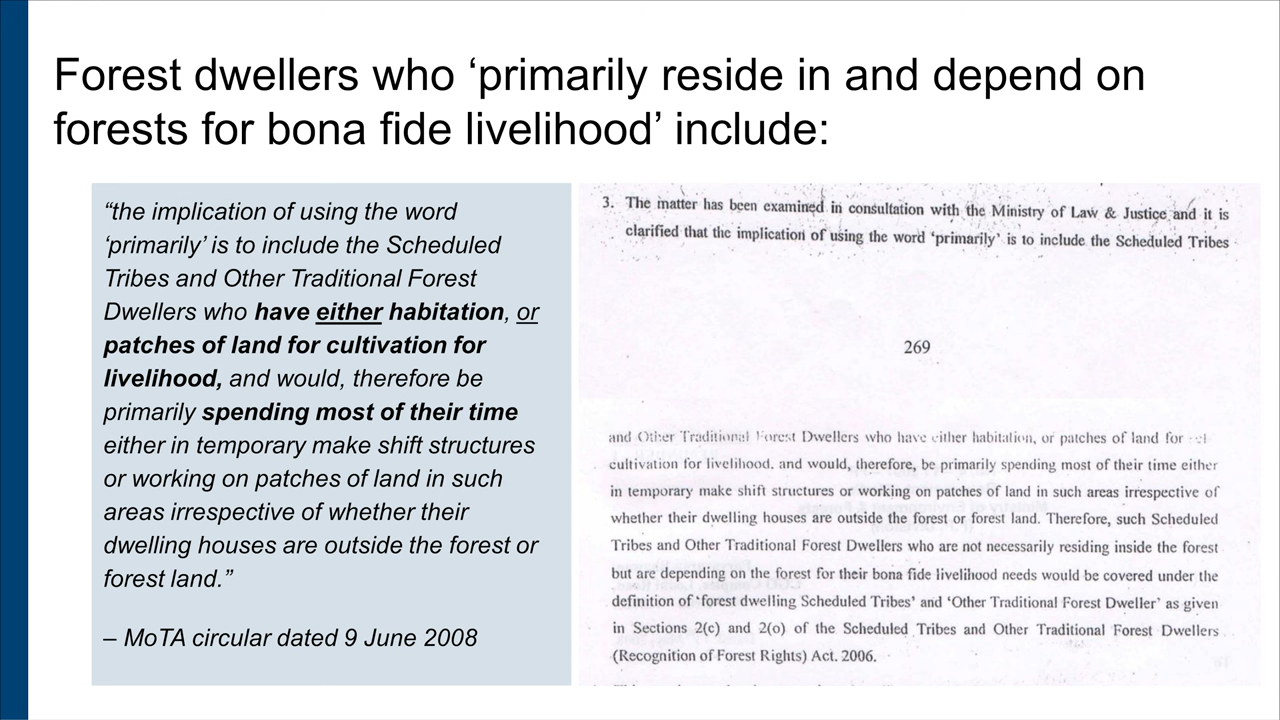 Forest dwellers who ‘primarily reside in and depend on
forests for bona fide livelihood’ include:
“the implication of using the word
‘primarily’ is to include the Scheduled
Tribes and Other Traditional Forest
Dwellers who have either habitation, or
patches of land for cultivation for
livelihood, and would, therefore be
primarily spending most of their time
either in temporary make shift structures
or working on patches of land in such
areas irrespective of whether their
dwelling houses are outside the forest or
forest land.”
– MoTA circular dated 9 June 2008
3. The matter has been examined in consultation with the Ministry of Law & Justice and it is
clarified that the implication of using the word ‘primarily’ is to include the Scheduled Tribes
269
and Other Traditional Forest Dwellers who have either habitation, or patches of land for
cultivation for livelihood. and would, therefore, be primarily spending most of their time either
in temporary make shift structures or working on patches of land in such areas irrespective of
whether their dwelling houses are outside the forest or forest land. Therefore, such Scheduled
Tribes and Other Traditional Forest Dwellers who are not necessarily residing inside the forest
but are depending on the forest for their bona fide livelihood needs would be covered under the
definition of ‘forest dwelling Scheduled Tribes’ and ‘Other Traditional Forest Dweller’ as given
in Sections 2(c) and 2(o) of the Scheduled Tribes and Other Traditional Forest Dwellers
(Recognition of Forest Rights) Act. 2006.